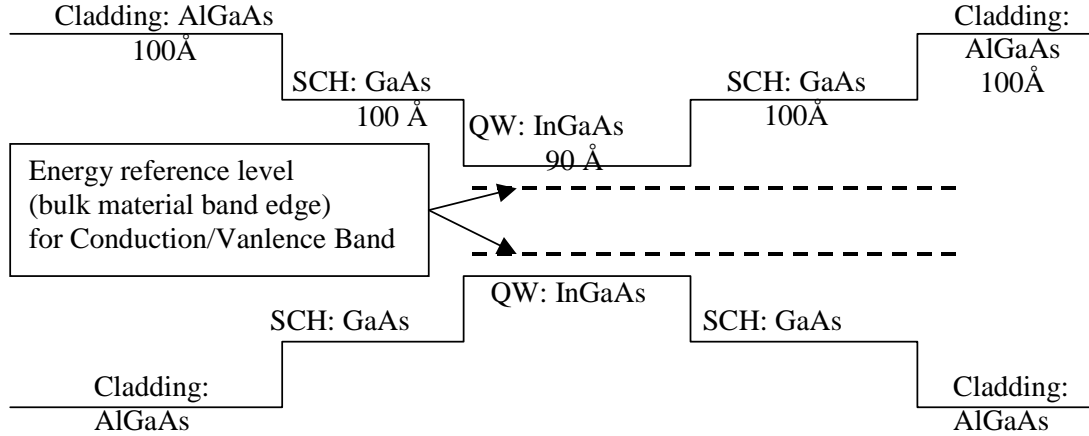 Cladding: AlGaAs
100Å
Cladding:
AlGaAs
100Å
SCH: GaAs
100 Å
SCH: GaAs
100Å
QW: InGaAs
90 Å
Energy reference level
(bulk material band edge)
for Conduction/Vanlence Band
QW: InGaAs
SCH: GaAs
SCH: GaAs
Cladding:
AlGaAs
Cladding:
AlGaAs